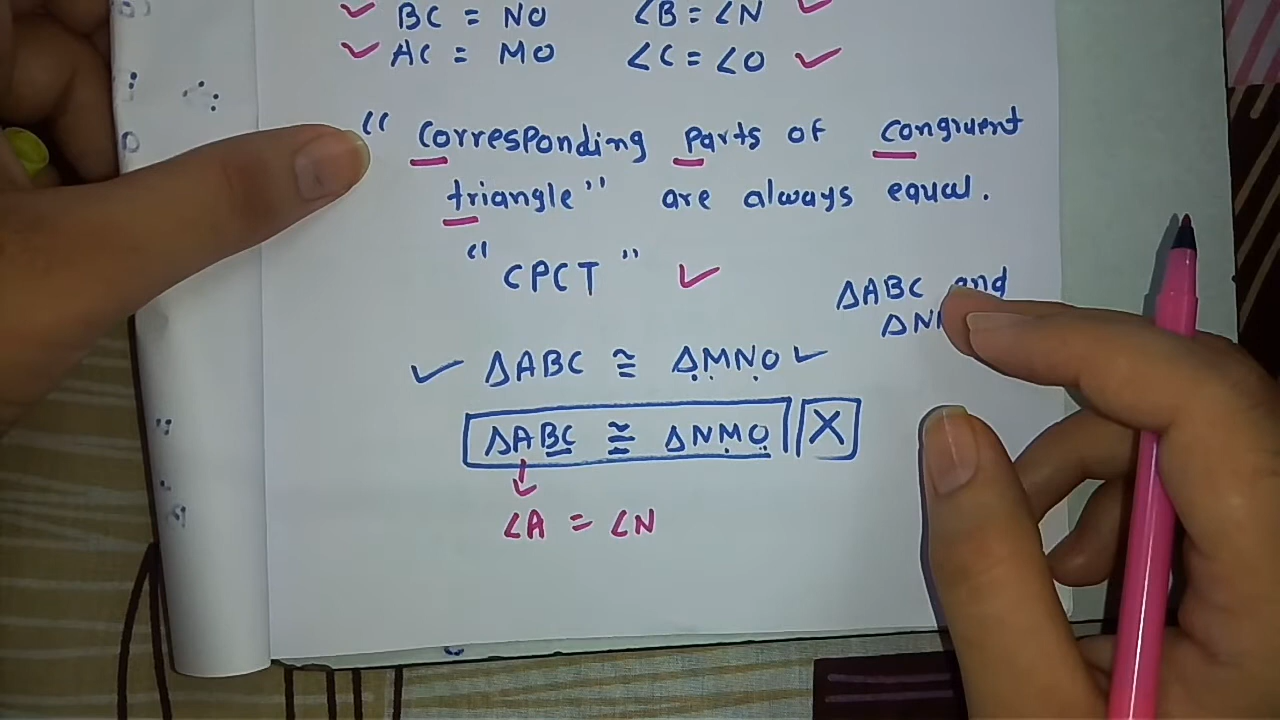 ✓ BC = NO ∠B = ∠N ✓
✓ AC = MO ∠C = ∠O ✓
"Corresponding parts of congruent
triangle" are always equal.
"CPCT" ✓
ΔABC and
✓ ΔABC ≅ ΔMNO ✓
ΔABC ≅ ΔNMO X
∠A = ∠N